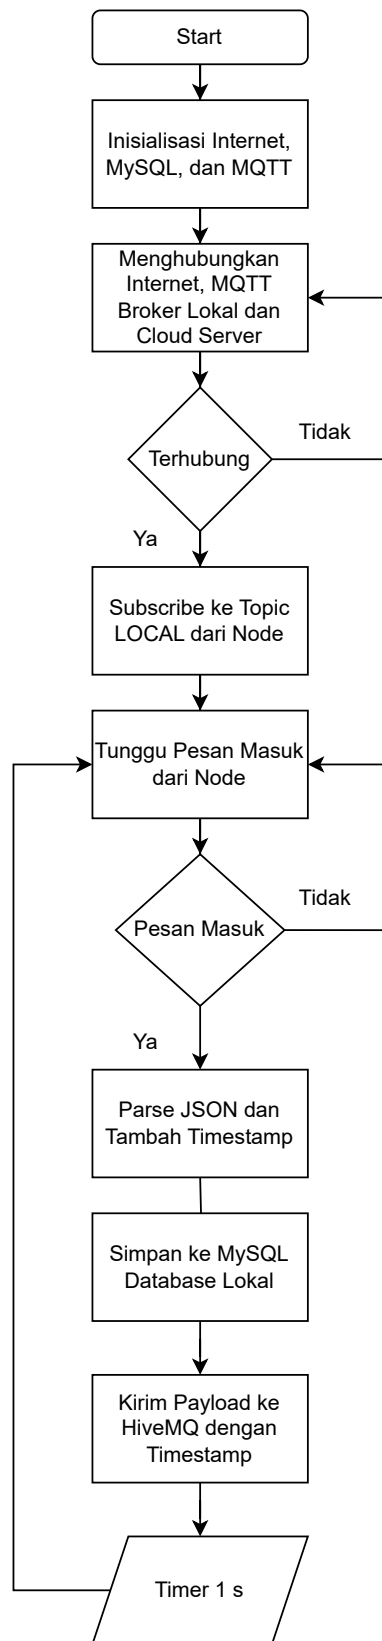 Start
Inisialisasi Internet,
MySQL, dan MQTT
Menghubungkan
Internet, MQTT
Broker Lokal dan
Cloud Server
Terhubung
Tidak
Ya
Subscribe ke Topic
LOCAL dari Node
Tunggu Pesan Masuk
dari Node
Pesan Masuk
Tidak
Ya
Parse JSON dan
Tambah Timestamp
Simpan ke MySQL
Database Lokal
Kirim Payload ke
HiveMQ dengan
Timestamp
Timer 1 s